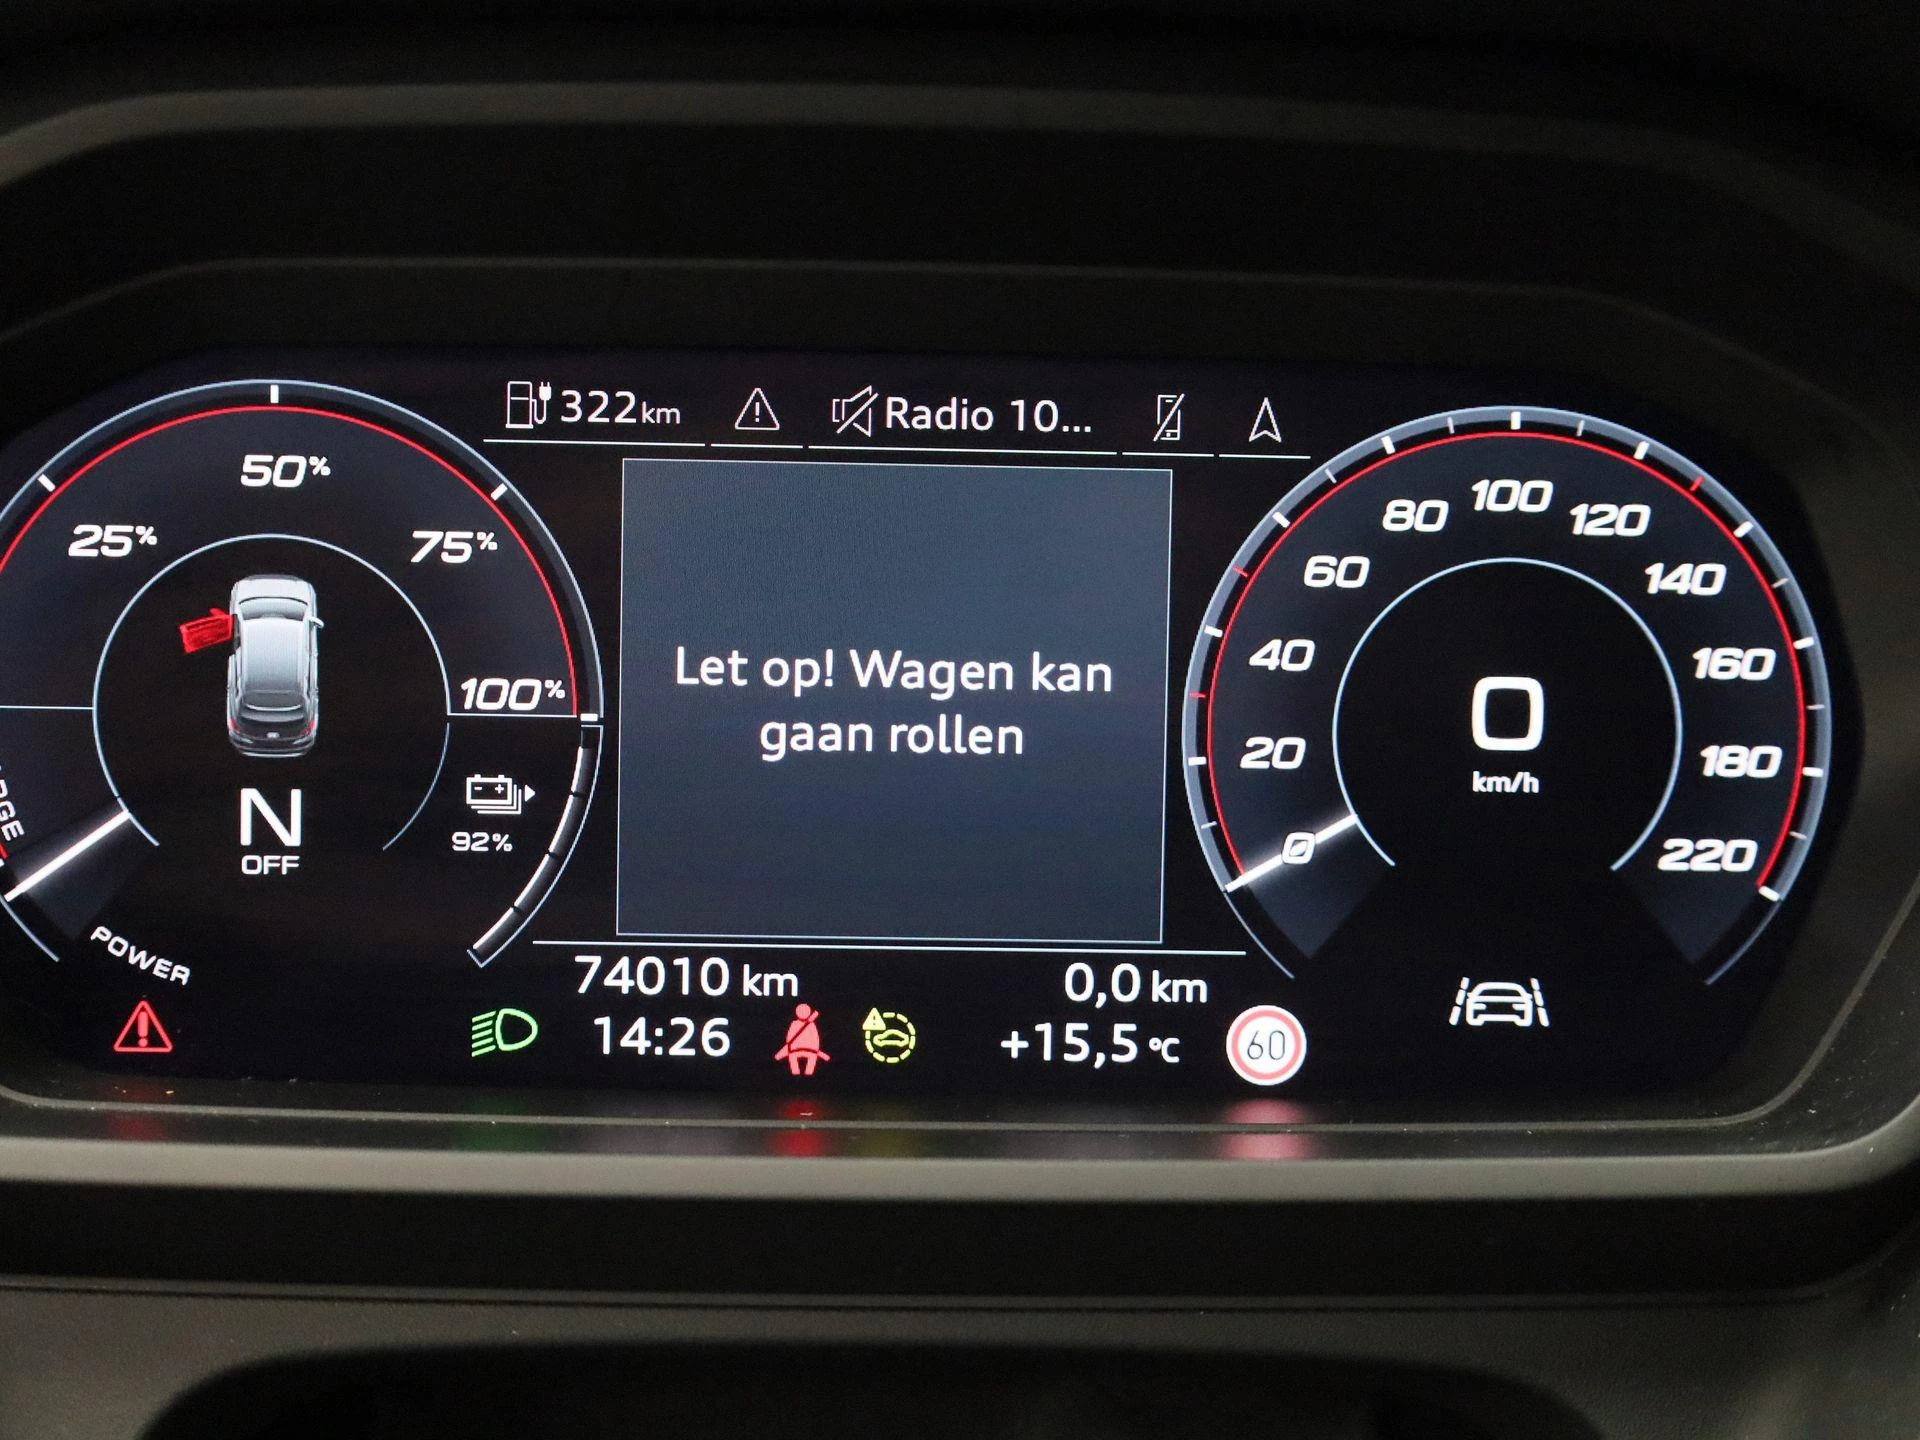 322 km
Radio 10...
25%
50%
75%
100%
92%
N
OFF
POWER
Let op! Wagen kan
gaan rollen
0
20
40
60
80
100
120
140
160
180
220
0
km/h
74010 km
0,0 km
14:26
+15,5 °C
60